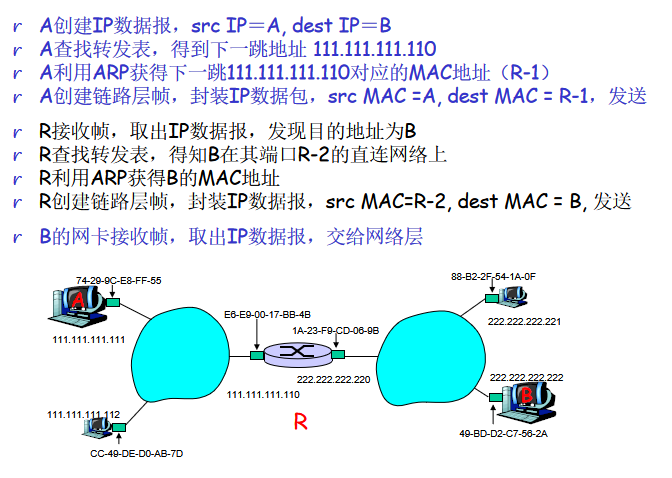 r A创建IP数据报，src IP＝A, dest IP＝B
r A查找转发表，得到下一跳地址 111.111.111.110
r A利用ARP获得下一跳111.111.111.110对应的MAC地址（R-1）
r A创建链路层帧，封装IP数据包，src MAC =A, dest MAC = R-1，发送
r R接收帧，取出IP数据报，发现目的地址为B
r R查找转发表，得知B在其端口R-2的直连网络上
r R利用ARP获得B的MAC地址
r R创建链路层帧，封装IP数据报，src MAC=R-2, dest MAC = B, 发送
r B的网卡接收帧，取出IP数据报，交给网络层
74-29-9C-E8-FF-55
88-B2-2F-54-1A-0F
A
E6-E9-00-17-BB-4B
222.222.222.221
1A-23-F9-CD-06-9B
111.111.111.111
222.222.222.220
222.222.222.222
111.111.111.110
B
111.111.111.112
R
49-BD-D2-C7-56-2A
CC-49-DE-D0-AB-7D